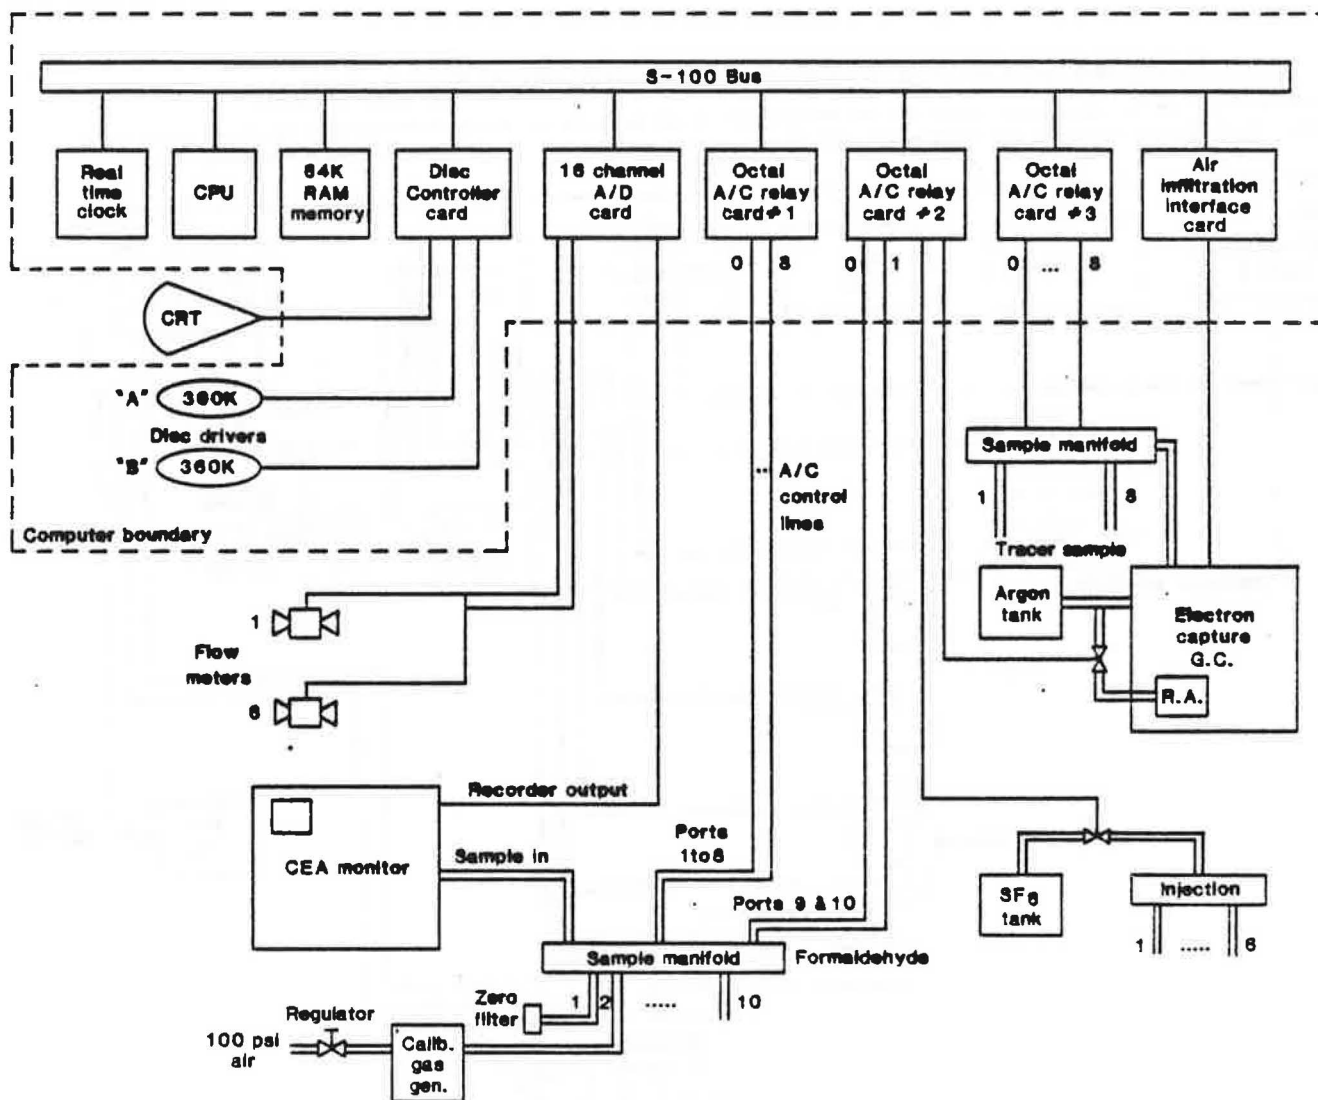 S-100 Bus
Real
time
clock
CPU
64K
RAM
memory
Disc
Controller
card
16 channel
A/D
card
Octal
A/C relay
card # 1
Octal
A/C relay
card # 2
Octal
A/C relay
card # 3
Air
infiltration
interface
card
0 8
0 1
0 ... 8
CRT
"A"
360K
Disc drivers
"B"
360K
Computer boundary
A/C
control
lines
Sample manifold
1
8
Tracer sample
Argon
tank
Electron
capture
G.C.
R.A.
1
Flow
meters
6
Recorder output
CEA monitor
Sample in
Ports
1to8
Ports 9 & 10
SF6
tank
Injection
1 ..... 6
Sample manifold
Formaldehyde
Zero
filter
1 2 ..... 10
Regulator
100 psi
air
Calib.
gas
gen.